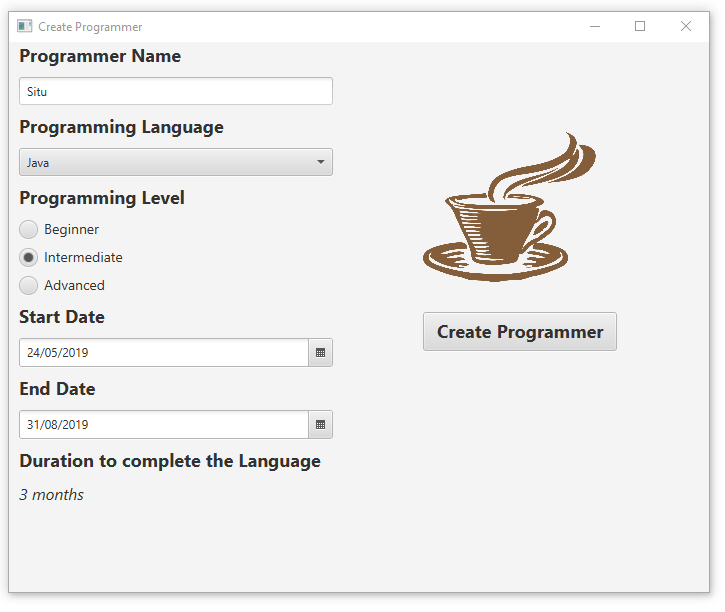 Create Programmer
Programmer Name
Situ
Programming Language
Java
Programming Level
Beginner
Intermediate
Advanced
Start Date
24/05/2019
End Date
31/08/2019
Duration to complete the Language
3 months
Create Programmer